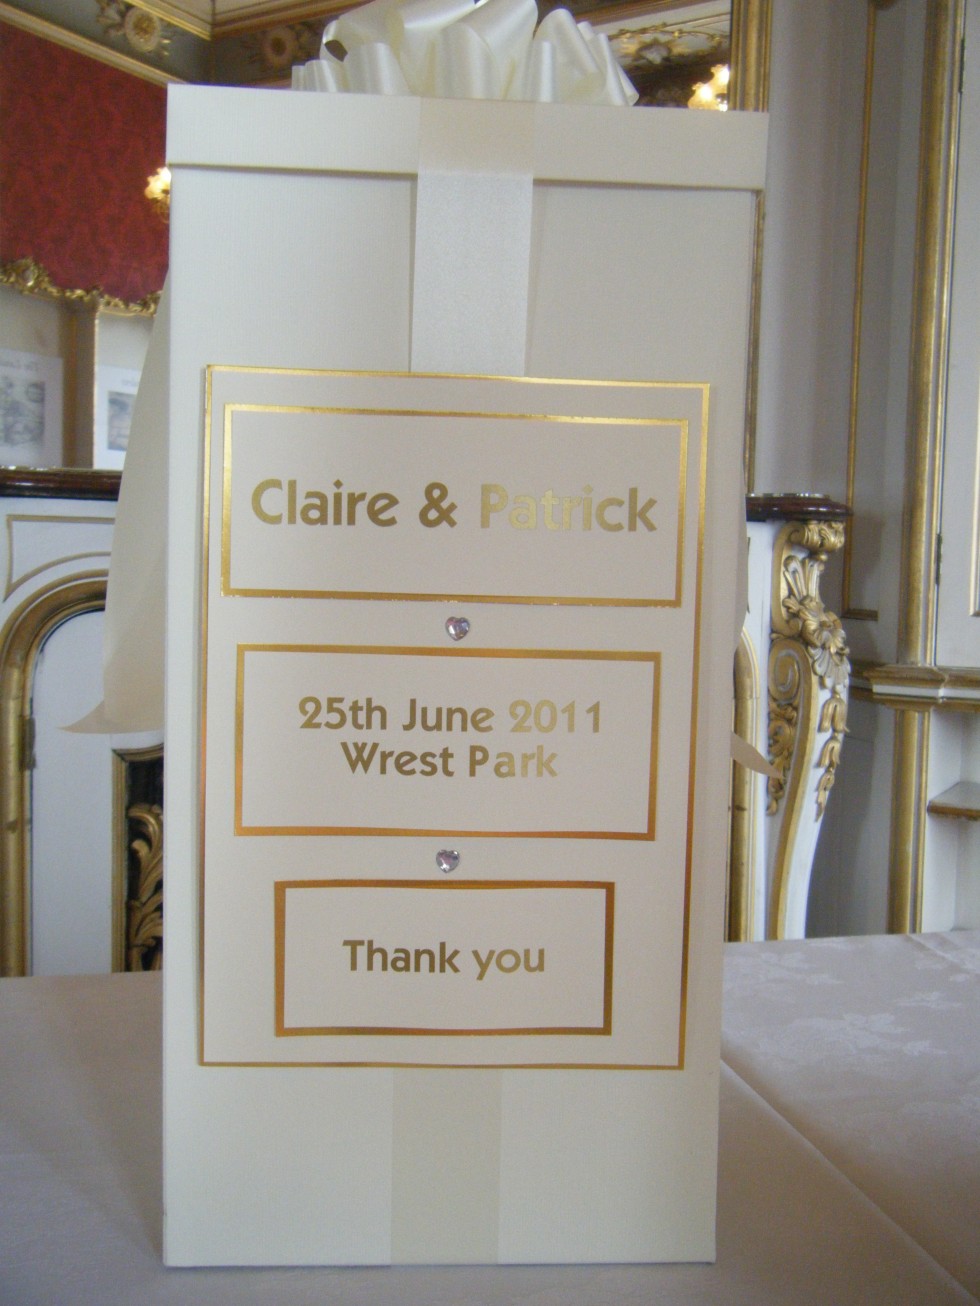 Claire & Patrick
25th June 2011
Wrest Park
Thank you